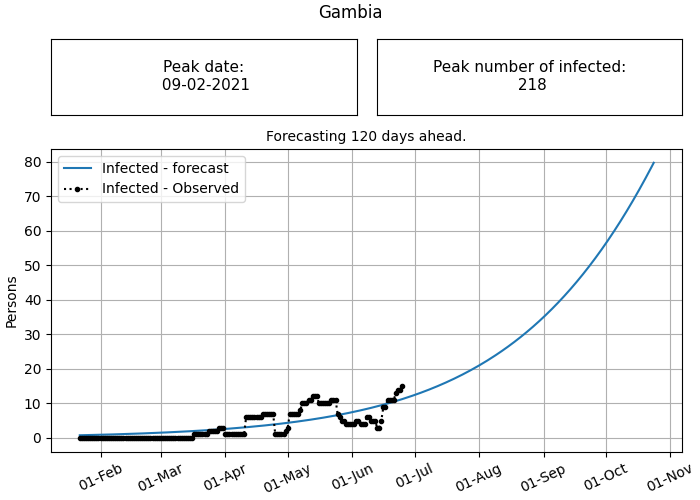 Gambia
Peak date:
09-02-2021
Peak number of infected:
218
Forecasting 120 days ahead.
Infected - forecast
Infected - Observed
Persons
80
70
60
50
40
30
20
10
0
01-Feb
01-Mar
01-Apr
01-May
01-Jun
01-Jul
01-Aug
01-Sep
01-Oct
01-Nov